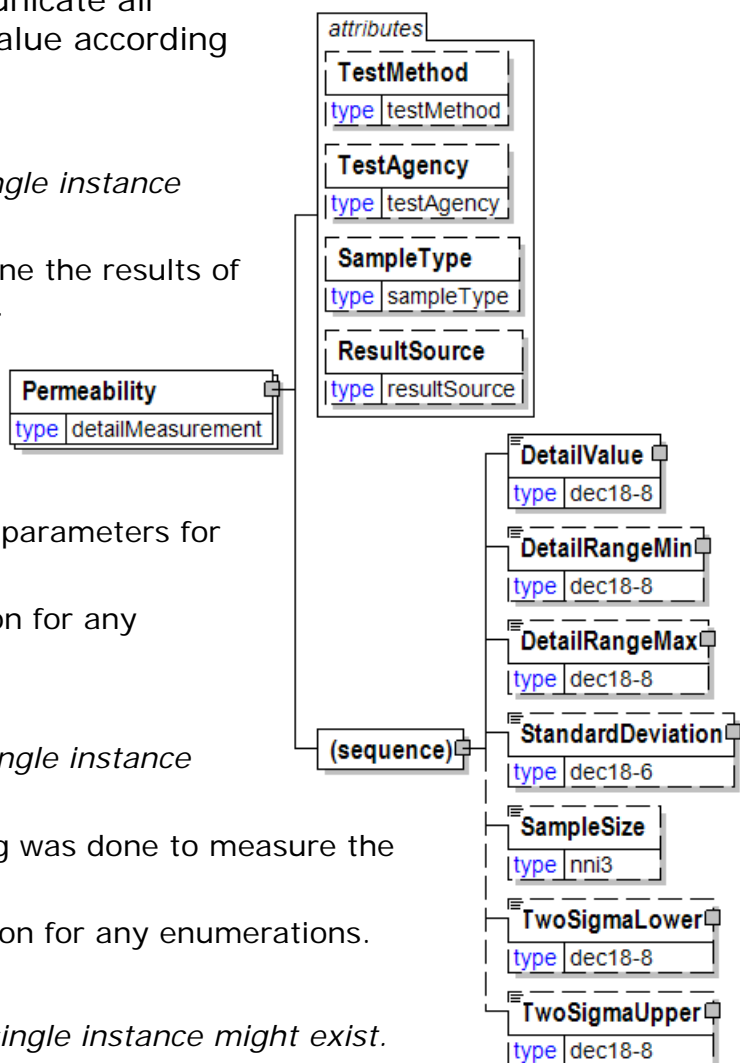 unicate all
alue according
ngle instance
ne the results of
parameters for
on for any
ngle instance
g was done to measure the
on for any enumerations.
single instance might exist.
Permeability
type detailMeasurement
attributes
TestMethod
type testMethod
TestAgency
type testAgency
SampleType
type sampleType
ResultSource
type resultSource
(sequence)
DetailValue
type dec18-8
DetailRangeMin
type dec18-8
DetailRangeMax
type dec18-8
StandardDeviation
type dec18-6
SampleSize
type nni3
TwoSigmaLower
type dec18-8
TwoSigmaUpper
type dec18-8